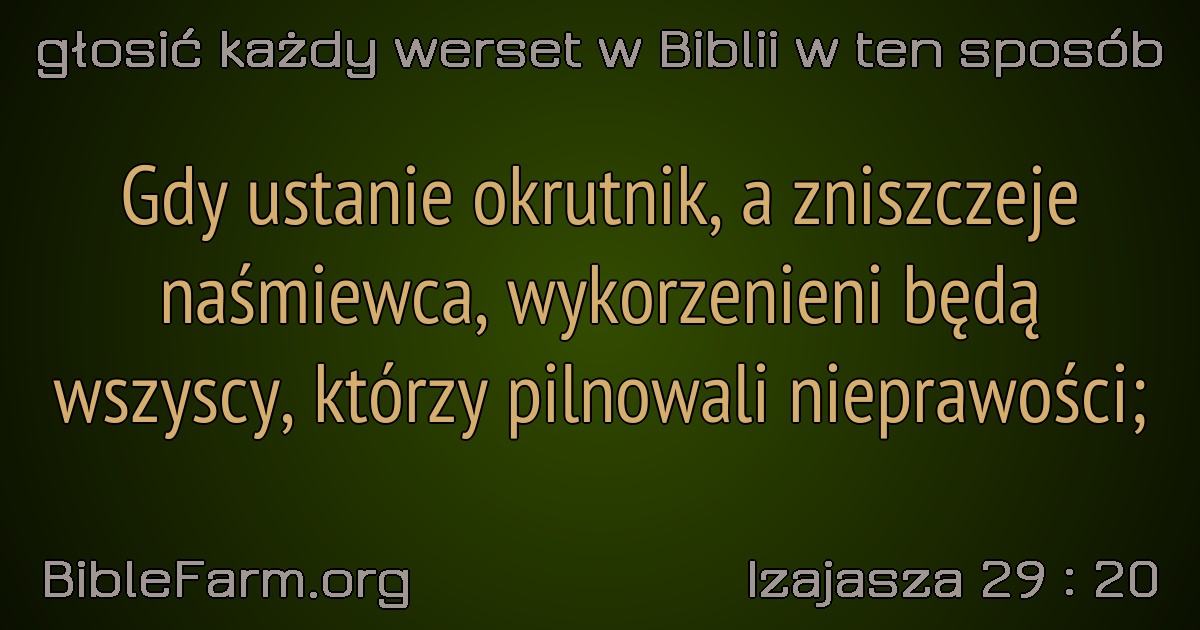 głosić każdy werset w Biblii w ten sposób
Gdy ustanie okrutnik, a zniszczeje
naśmiewca, wykorzenieni będą
wszyscy, którzy pilnowali nieprawości;
BibleFarm.org
Izajasza 29 : 20